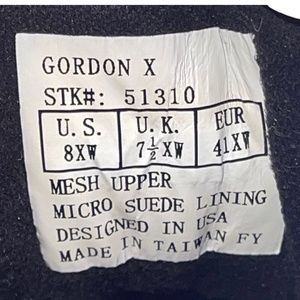 GORDON X
STK#: 51310
U.S. U.K. EUR
8XW 7½XW 41XW
MESH UPPER
MICRO SUEDE LINING
DESIGNED IN USA
MADE IN TAIWAN FY